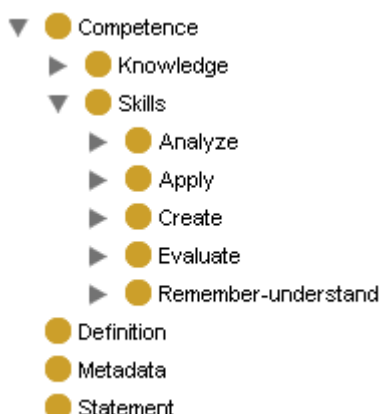 Competence
Knowledge
Skills
Analyze
Apply
Create
Evaluate
Remember-understand
Definition
Metadata
Statement